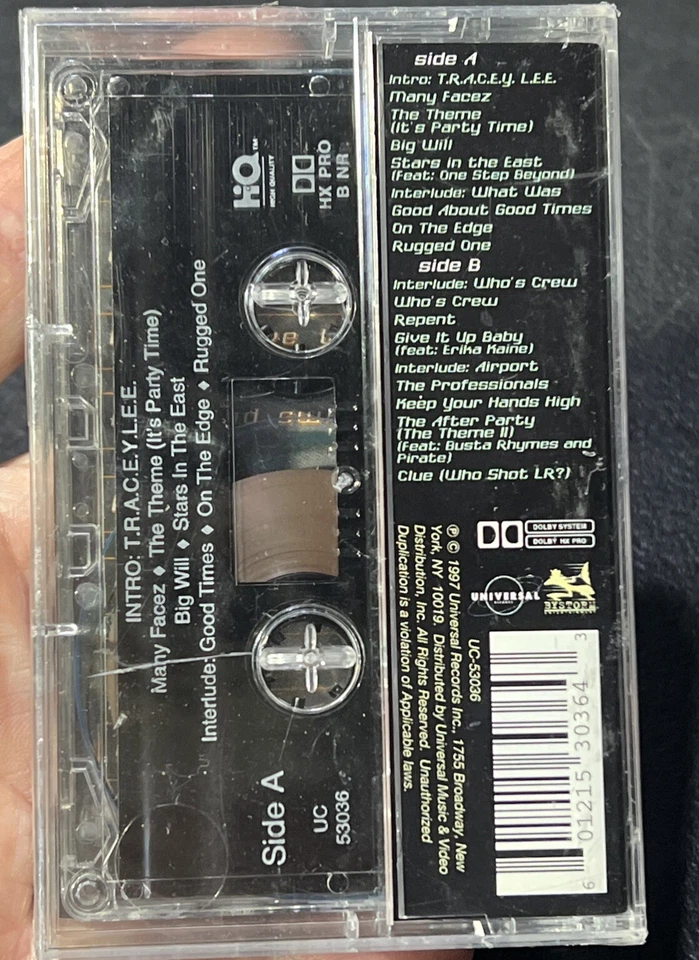 INTRO: T.R.A.C.E.Y.L.E.E.
Many Facez ♦ The Theme (It's Party Time)
Big Will ♦ Stars In The East
Interlude: Good Times ♦ On The Edge ♦ Rugged One
HQ™
HIGH QUALITY
HX PRO
B NR
Side A
UC
53036
side A
Intro: T.R.A.C.E.Y. L.E.E.
Many Facez
The Theme
(It's Party Time)
Big Will
Stars in the East
(Feat: One Step Beyond)
Interlude: What Was
Good About Good Times
On The Edge
Rugged One
side B
Interlude: Who's Crew
Who's Crew
Repent
Give It Up Baby
(feat: Erika Kaine)
Interlude: Airport
The Professionals
Keep Your Hands High
The After Party
(The Theme II)
(Feat: Busta Rhymes and
Pirate)
Clue (Who Shot LR?)
DOLBY SYSTEM
DOLBY HX PRO
UNIVERSAL
RECORDS
BYSTORM
ENTERTAINMENT
UC-53036
℗ © 1997 Universal Records Inc., 1755 Broadway, New
York, NY 10019. Distributed by Universal Music & Video
Distribution, Inc. All Rights Reserved. Unauthorized
Duplication is a violation of Applicable laws.
6 01215 30364 3